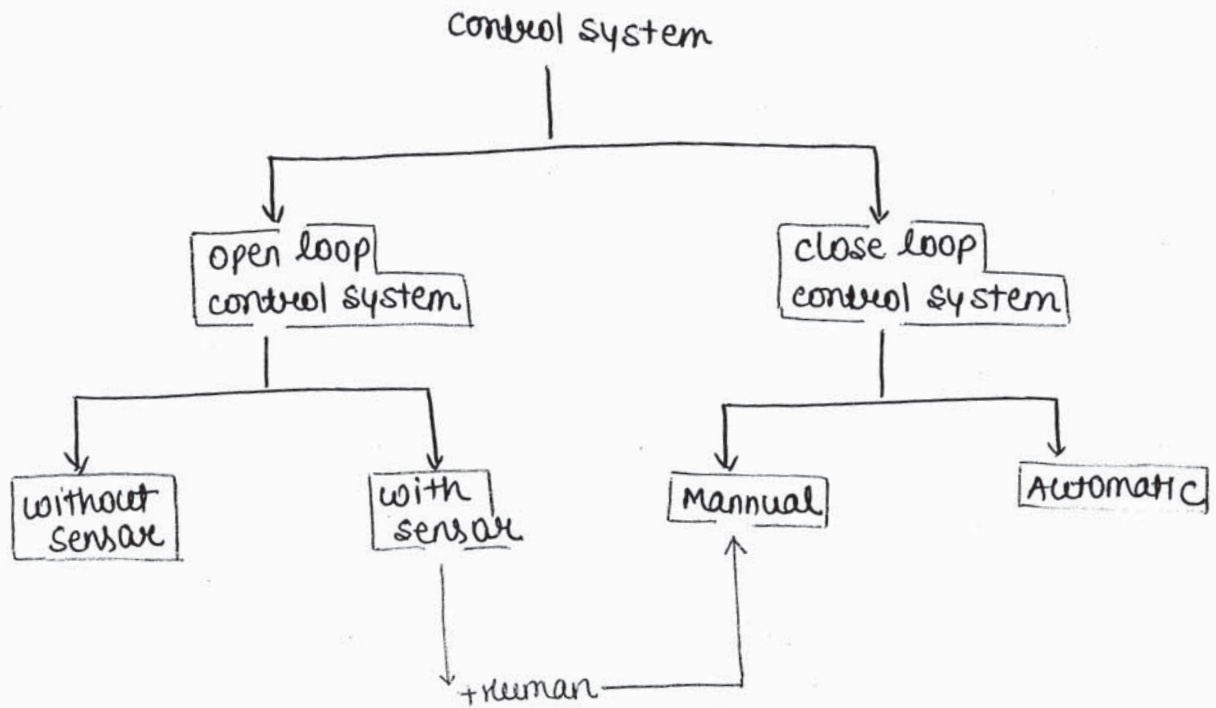 control system
open loop
control system
close loop
control system
without
sensar
with
sensar
Mannual
Automatic
+Human